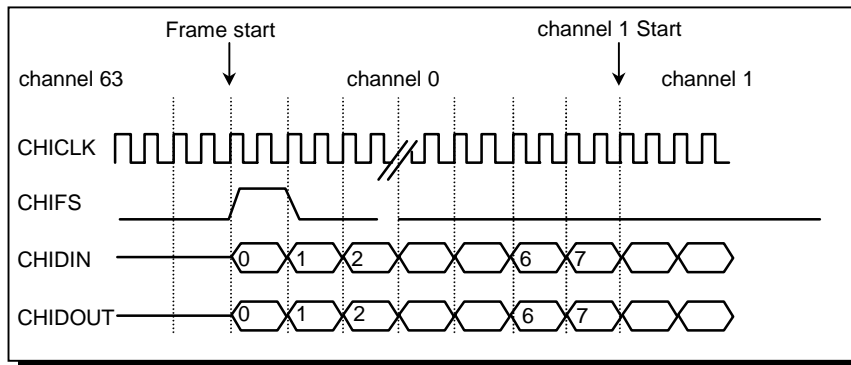 Frame start channel 1 Start
channel 63 channel 0 channel 1
CHICLK
CHIFS
CHIDIN 0 1 2 6 7
CHIDOUT 0 1 2 6 7